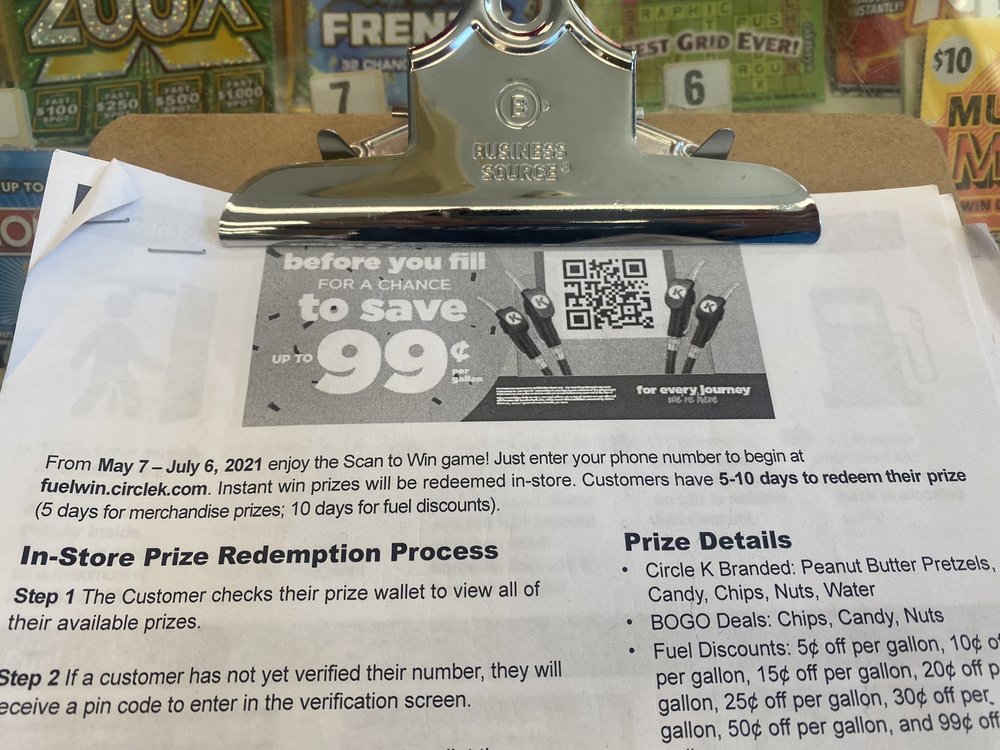 200X
FAST $100 SPOT
FAST $250 SPOT
FAST $500 SPOT
FAST $1,000 SPOT
7
GRAPHIC
EST GRID EVER!
6
$10
WIN
UP TO
B
BUSINESS
SOURCE®
before you fill
FOR A CHANCE
to save
UP TO 99¢ per gallon
K
K
K
K
for every journey
we're here
From May 7 – July 6, 2021 enjoy the Scan to Win game! Just enter your phone number to begin at
fuelwin.circlek.com. Instant win prizes will be redeemed in-store. Customers have 5-10 days to redeem their prize
(5 days for merchandise prizes; 10 days for fuel discounts).
In-Store Prize Redemption Process
Step 1 The Customer checks their prize wallet to view all of
their available prizes.
Step 2 If a customer has not yet verified their number, they will
eceive a pin code to enter in the verification screen.
Prize Details
• Circle K Branded: Peanut Butter Pretzels,
Candy, Chips, Nuts, Water
• BOGO Deals: Chips, Candy, Nuts
• Fuel Discounts: 5¢ off per gallon, 10¢ o
per gallon, 15¢ off per gallon, 20¢ off p
gallon, 25¢ off per gallon, 30¢ off per
gallon, 50¢ off per gallon, and 99¢ off